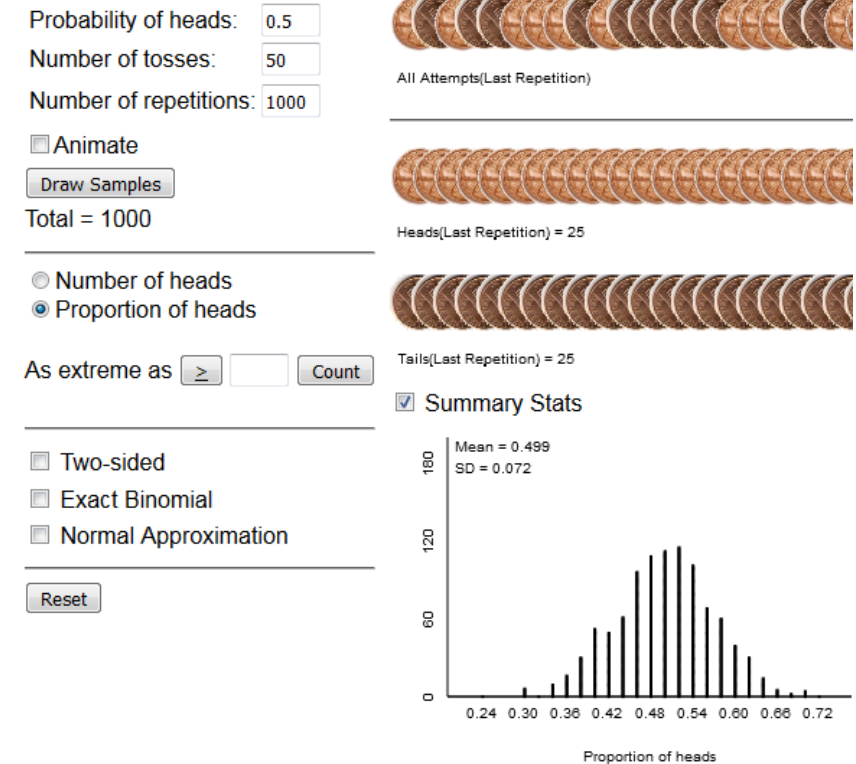 Probability of heads: 0.5
Number of tosses: 50
Number of repetitions: 1000
Animate
Draw Samples
Total = 1000
Number of heads
Proportion of heads
As extreme as ≥ Count
Two-sided
Exact Binomial
Normal Approximation
Reset
All Attempts(Last Repetition)
Heads(Last Repetition) = 25
Tails(Last Repetition) = 25
Summary Stats
Mean = 0.499
SD = 0.072
180
120
60
0
0.24 0.30 0.36 0.42 0.48 0.54 0.60 0.66 0.72
Proportion of heads